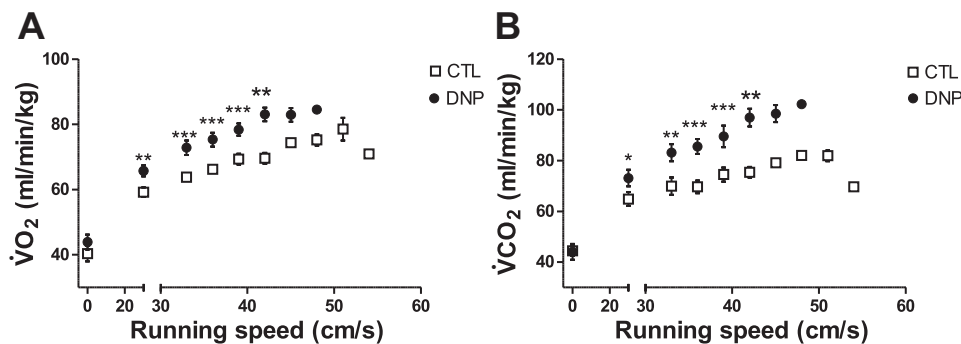 A
B
V̇O2 (ml/min/kg)
100
80
60
40
** *** *** *** **
CTL
DNP
0 20 30 40 50 60
Running speed (cm/s)
V̇CO2 (ml/min/kg)
120
100
80
60
40
* ** *** *** **
CTL
DNP
0 20 30 40 50 60
Running speed (cm/s)